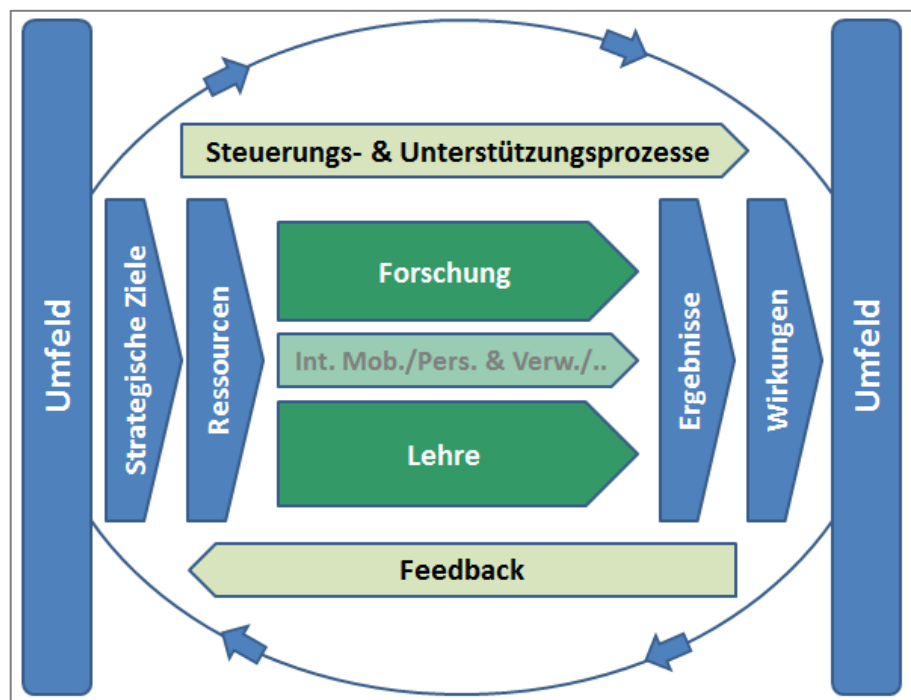 Umfeld
Steuerungs- & Unterstützungsprozesse
Strategische Ziele
Ressourcen
Forschung
Int. Mob./Pers. & Verw./..
Lehre
Ergebnisse
Wirkungen
Feedback
Umfeld